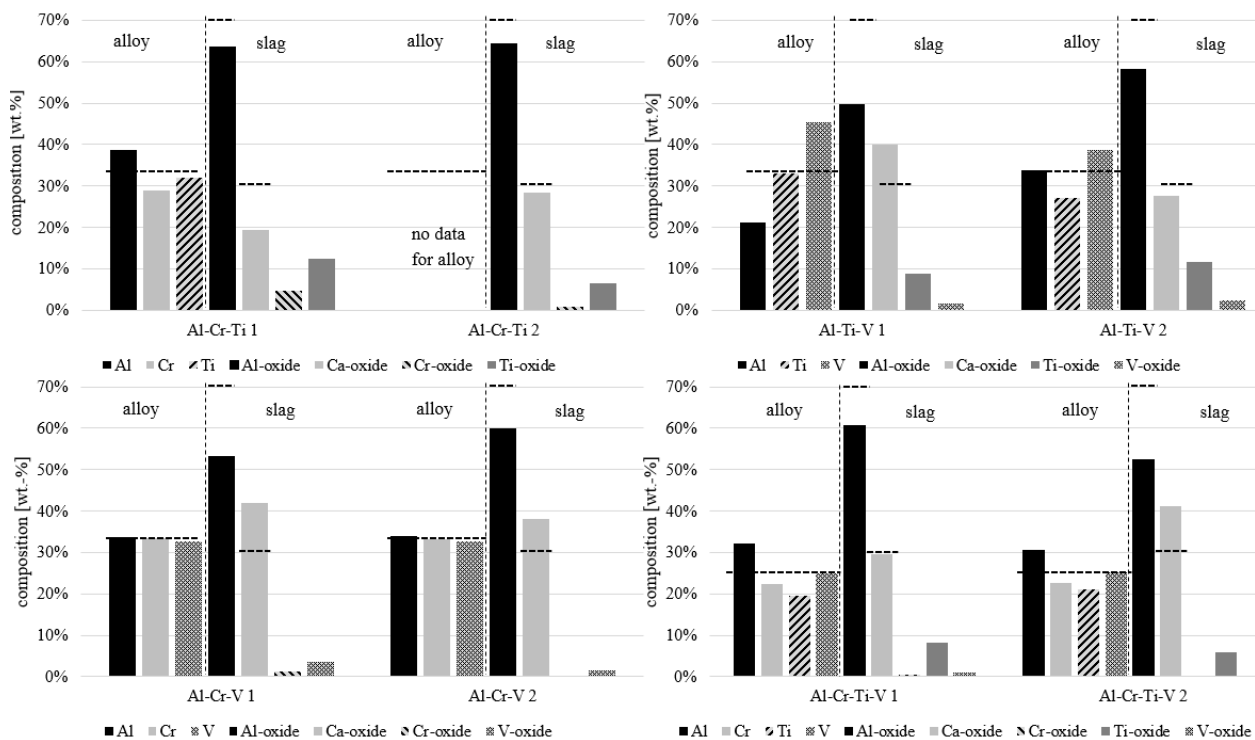 70%
60%
50%
40%
30%
20%
10%
0%
composition [wt.%]
alloy
slag
alloy
slag
no data
for alloy
Al-Cr-Ti 1
Al-Cr-Ti 2
Al Cr Ti Al-oxide Ca-oxide Cr-oxide Ti-oxide
70%
60%
50%
40%
30%
20%
10%
0%
composition [wt.%]
alloy
slag
alloy
slag
Al-Ti-V 1
Al-Ti-V 2
Al Ti V Al-oxide Ca-oxide Ti-oxide V-oxide
70%
60%
50%
40%
30%
20%
10%
0%
composition [wt.-%]
alloy
slag
alloy
slag
Al-Cr-V 1
Al-Cr-V 2
Al Cr V Al-oxide Ca-oxide Cr-oxide V-oxide
70%
60%
50%
40%
30%
20%
10%
0%
composition [wt.-%]
alloy
slag
alloy
slag
Al-Cr-Ti-V 1
Al-Cr-Ti-V 2
Al Cr Ti V Al-oxide Ca-oxide Cr-oxide Ti-oxide V-oxide